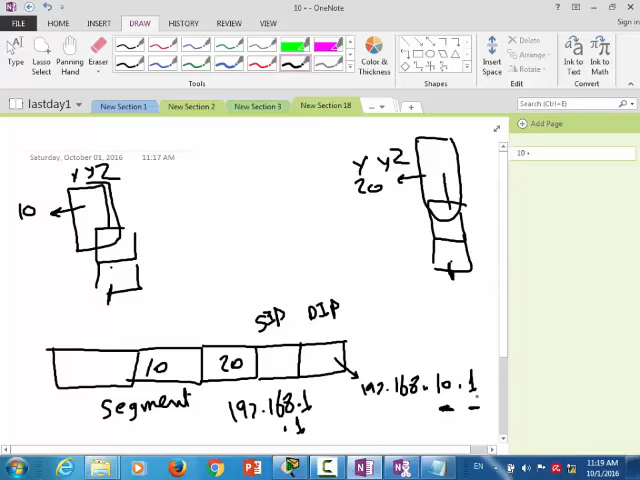 10 • - OneNote
FILE HOME INSERT DRAW HISTORY REVIEW VIEW
Sign in
Type
Lasso Select
Panning Hand
Eraser
Color & Thickness
Insert Space
Delete
Arrange
Rotate
Ink to Text
Ink to Math
Tools
Shapes
Edit
Convert
lastday1 New Section 1 New Section 2 New Section 3 New Section 18 ... +
Search (Ctrl+E)
Add Page
10 •
Saturday, October 01, 2016 11:17 AM
Y YZ
10
Y YZ
20
SIP DIP
10 20
192.168.10.1
Segment
192.168.1
.1
EN
11:19 AM
10/1/2016